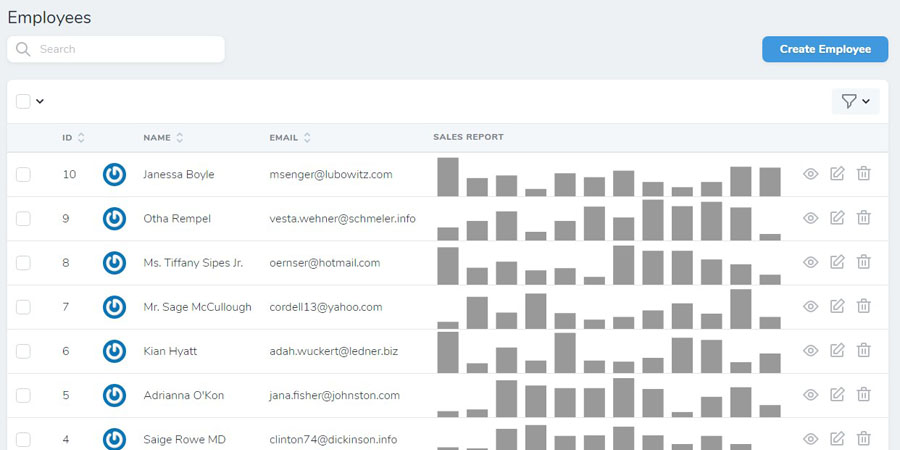 Employees
Search
Create Employee
ID NAME EMAIL SALES REPORT
10 Janessa Boyle msenger@lubowitz.com
9 Otha Rempel vesta.wehner@schmeler.info
8 Ms. Tiffany Sipes Jr. oernser@hotmail.com
7 Mr. Sage McCullough cordell13@yahoo.com
6 Kian Hyatt adah.wuckert@ledner.biz
5 Adrianna O'Kon jana.fisher@johnston.com
4 Saige Rowe MD clinton74@dickinson.info